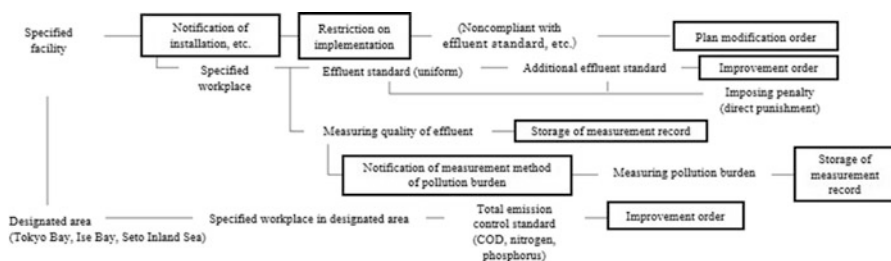 Specified
facility
Notification of
installation, etc.
Restriction on
implementation
(Noncompliant with
effluent standard, etc.)
Plan modification order
Specified
workplace
Effluent standard (uniform)
Additional effluent standard
Improvement order
Imposing penalty
(direct punishment)
Measuring quality of effluent
Storage of measurement record
Notification of measurement method
of pollution burden
Measuring pollution burden
Storage of
measurement
record
Designated area
(Tokyo Bay, Ise Bay, Seto Inland Sea)
Specified workplace in designated area
Total emission
control standard
(COD, nitrogen,
phosphorus)
Improvement order